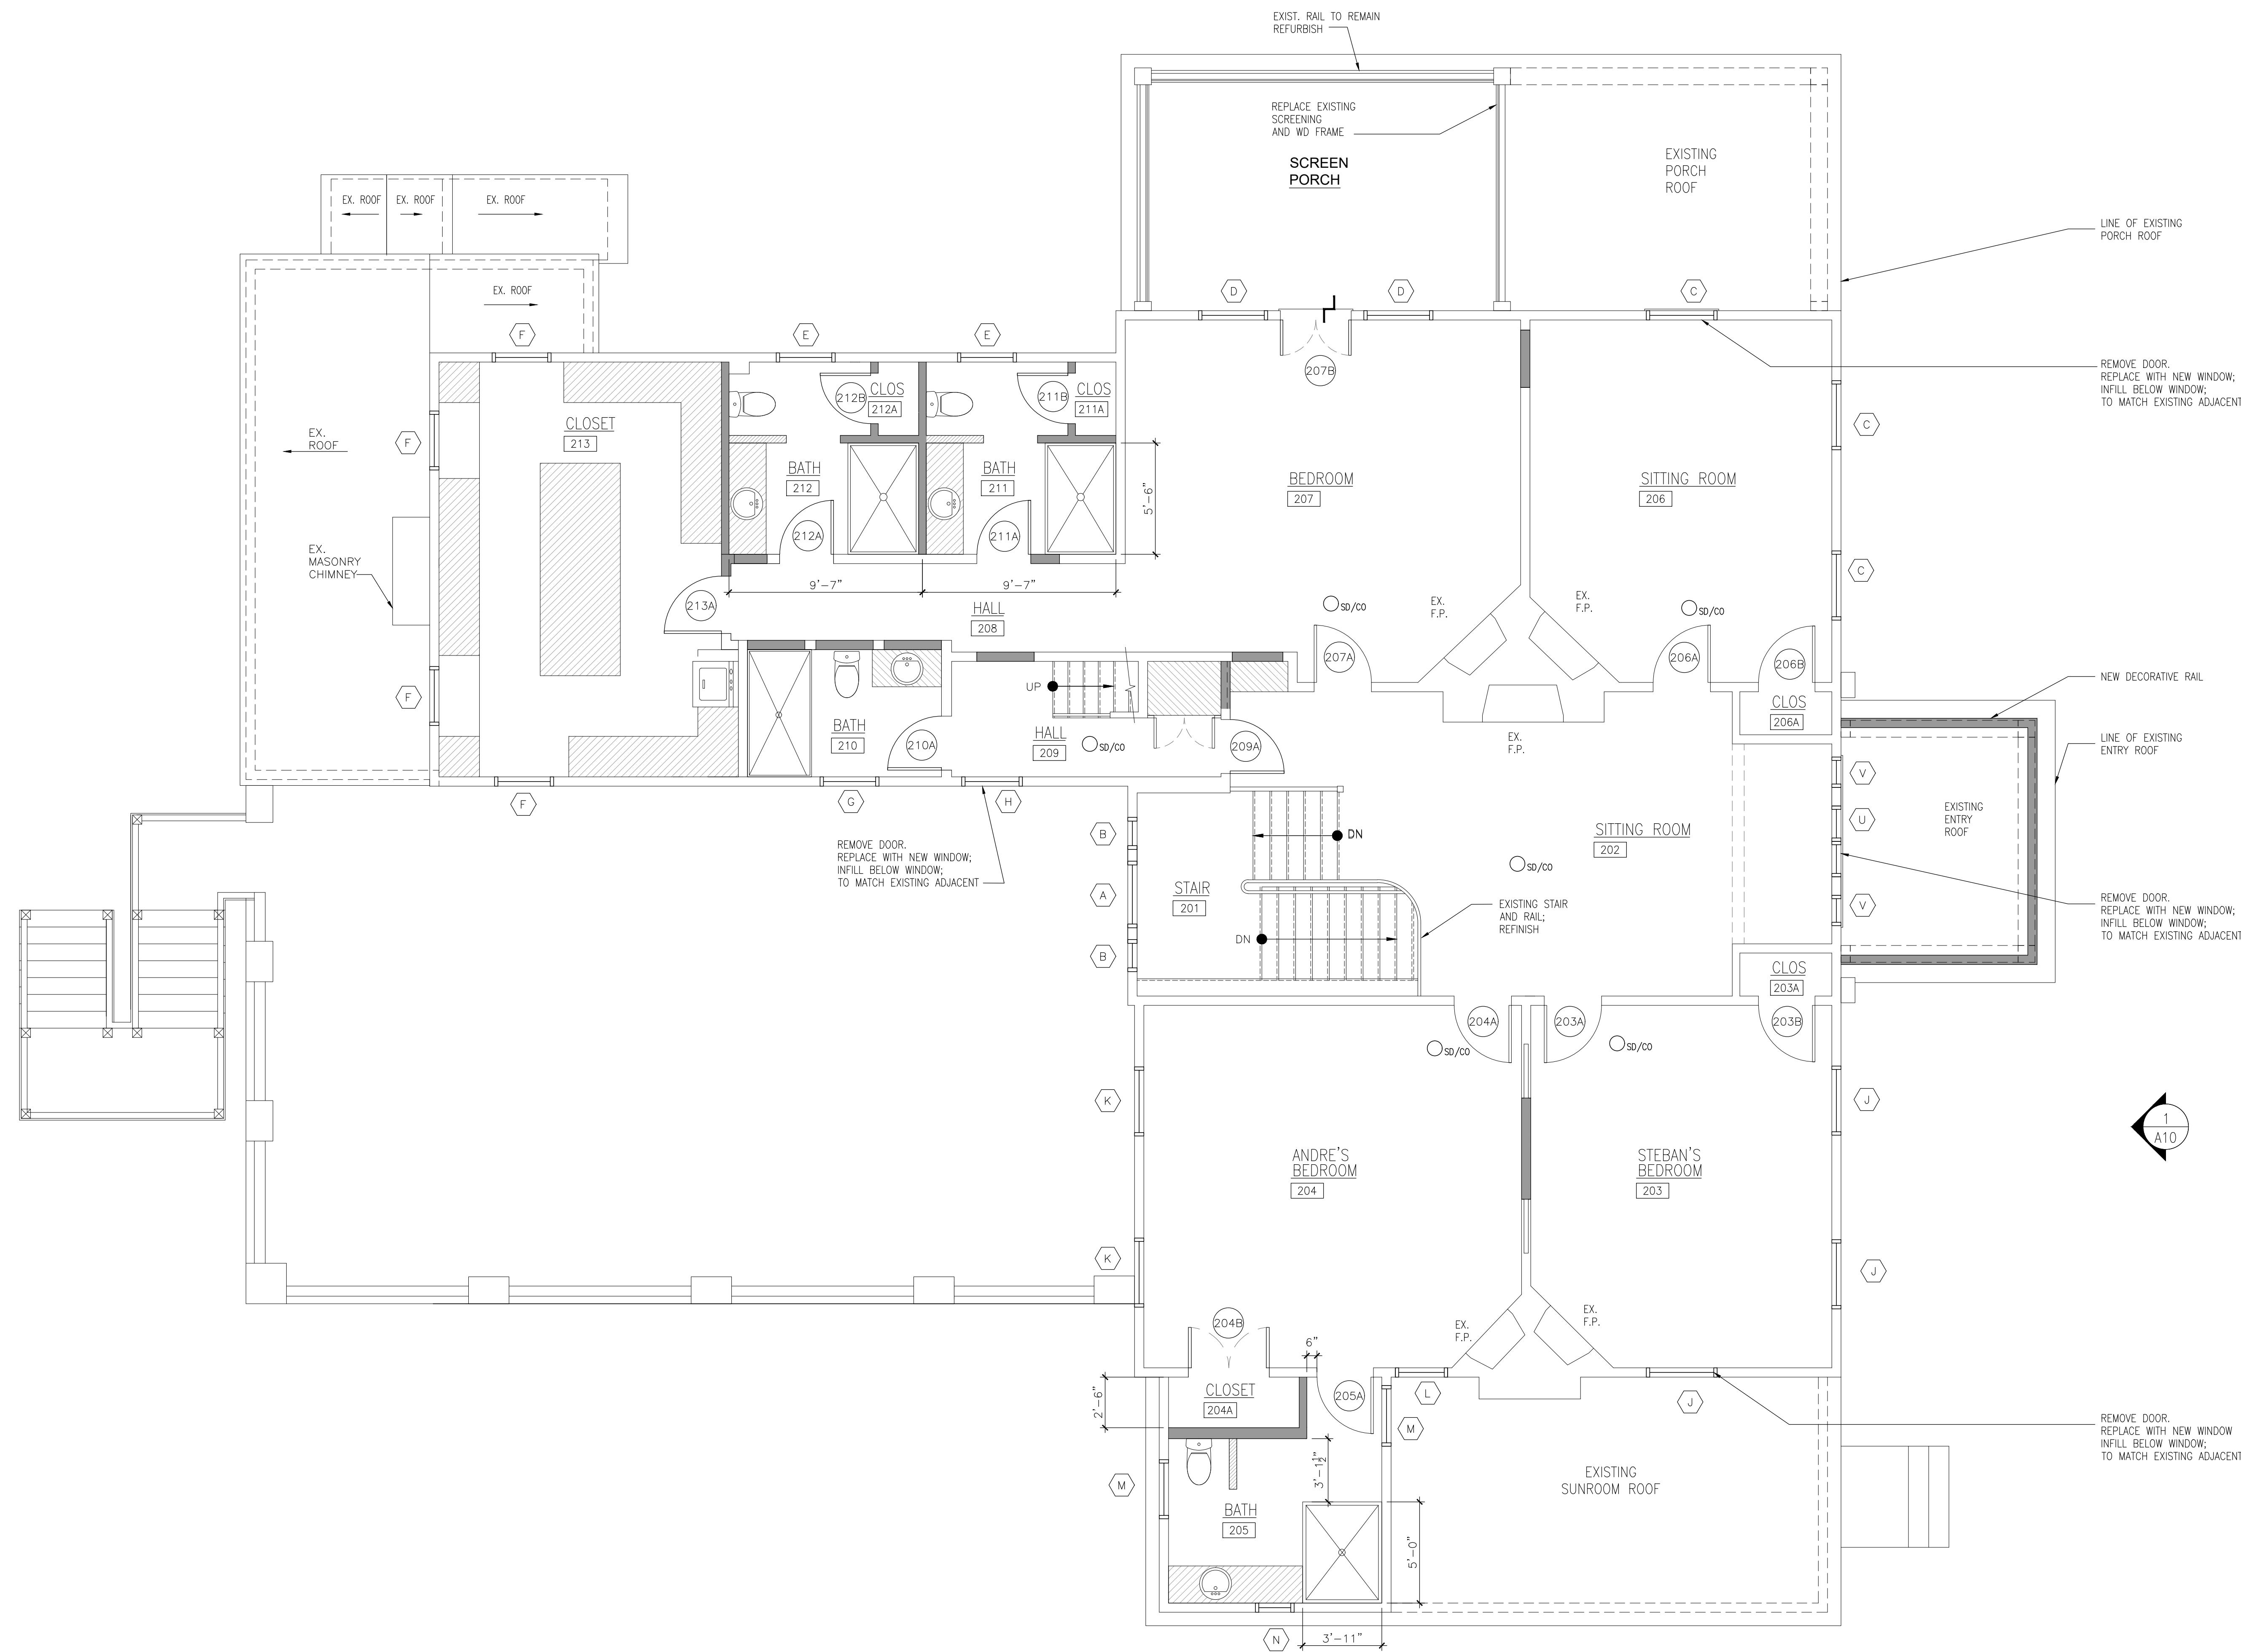 EXIST. RAIL TO REMAIN
REFURBISH
REPLACE EXISTING
SCREENING
AND WD FRAME
SCREEN
PORCH
EXISTING
PORCH
ROOF
LINE OF EXISTING
PORCH ROOF
EX. ROOF
EX. ROOF
EX. ROOF
EX. ROOF
D
D
C
F
E
E
REMOVE DOOR.
REPLACE WITH NEW WINDOW;
INFILL BELOW WINDOW;
TO MATCH EXISTING ADJACENT
207B
212B
CLOS
212A
211B
CLOS
211A
C
EX.
ROOF
F
CLOSET
213
BATH
212
BATH
211
5'-6"
BEDROOM
207
SITTING ROOM
206
212A
211A
EX.
MASONRY
CHIMNEY
C
9'-7"
9'-7"
213A
HALL
208
SD/CO
EX.
F.P.
EX.
F.P.
SD/CO
207A
206A
206B
F
UP
NEW DECORATIVE RAIL
CLOS
206A
BATH
210
210A
HALL
209
SD/CO
209A
EX.
F.P.
LINE OF EXISTING
ENTRY ROOF
F
G
H
V
EXISTING
ENTRY
ROOF
U
REMOVE DOOR.
REPLACE WITH NEW WINDOW;
INFILL BELOW WINDOW;
TO MATCH EXISTING ADJACENT
B
DN
SITTING ROOM
202
SD/CO
A
STAIR
201
EXISTING STAIR
AND RAIL;
REFINISH
V
REMOVE DOOR.
REPLACE WITH NEW WINDOW;
INFILL BELOW WINDOW;
TO MATCH EXISTING ADJACENT
DN
B
CLOS
203A
204A
203A
203B
SD/CO
SD/CO
K
J
1
A10
ANDRE'S
BEDROOM
204
STEBAN'S
BEDROOM
203
K
J
EX.
F.P.
EX.
F.P.
204B
6"
2'-6"
CLOSET
204A
205A
L
J
M
REMOVE DOOR.
REPLACE WITH NEW WINDOW
INFILL BELOW WINDOW;
TO MATCH EXISTING ADJACENT
M
3'-1½"
EXISTING
SUNROOM ROOF
BATH
205
5'-0"
N
3'-11"